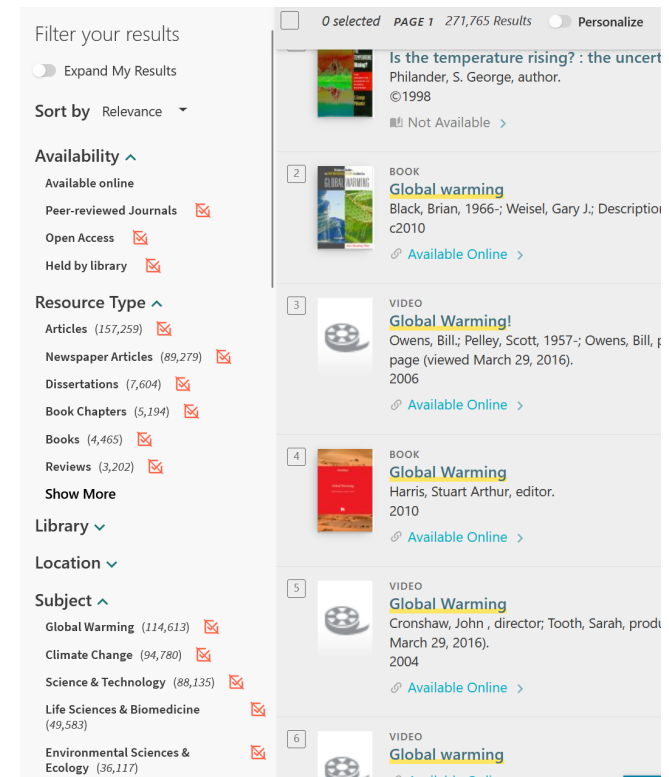 Filter your results
Expand My Results
Sort by Relevance
Availability
Available online
Peer-reviewed Journals
Open Access
Held by library
Resource Type
Articles (157,259)
Newspaper Articles (89,279)
Dissertations (7,604)
Book Chapters (5,194)
Books (4,465)
Reviews (3,202)
Show More
Library
Location
Subject
Global Warming (114,613)
Climate Change (94,780)
Science & Technology (88,135)
Life Sciences & Biomedicine
(49,583)
Environmental Sciences &
Ecology (36,117)
0 selected PAGE 1 271,765 Results Personalize
Is the temperature rising? : the uncert
Philander, S. George, author.
©1998
Not Available
2
BOOK
GLOBAL WARMING
Global warming
Black, Brian, 1966-; Weisel, Gary J.; Description
c2010
Available Online
3
VIDEO
Global Warming!
Owens, Bill.; Pelley, Scott, 1957-; Owens, Bill, p
page (viewed March 29, 2016).
2006
Available Online
4
BOOK
Global Warming
Harris, Stuart Arthur, editor.
2010
Available Online
5
VIDEO
Global Warming
Cronshaw, John , director; Tooth, Sarah, produ
March 29, 2016).
2004
Available Online
6
VIDEO
Global warming